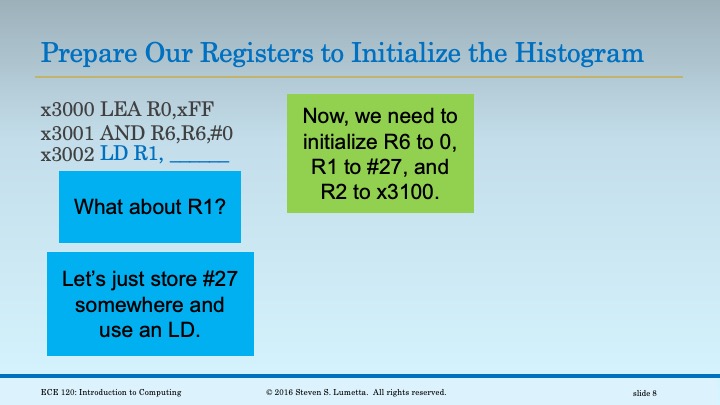 Prepare Our Registers to Initialize the Histogram
x3000 LEA R0,xFF
x3001 AND R6,R6,#0
x3002 LD R1, ______
Now, we need to
initialize R6 to 0,
R1 to #27, and
R2 to x3100.
What about R1?
Let’s just store #27
somewhere and
use an LD.
ECE 120: Introduction to Computing
© 2016 Steven S. Lumetta. All rights reserved.
slide 8